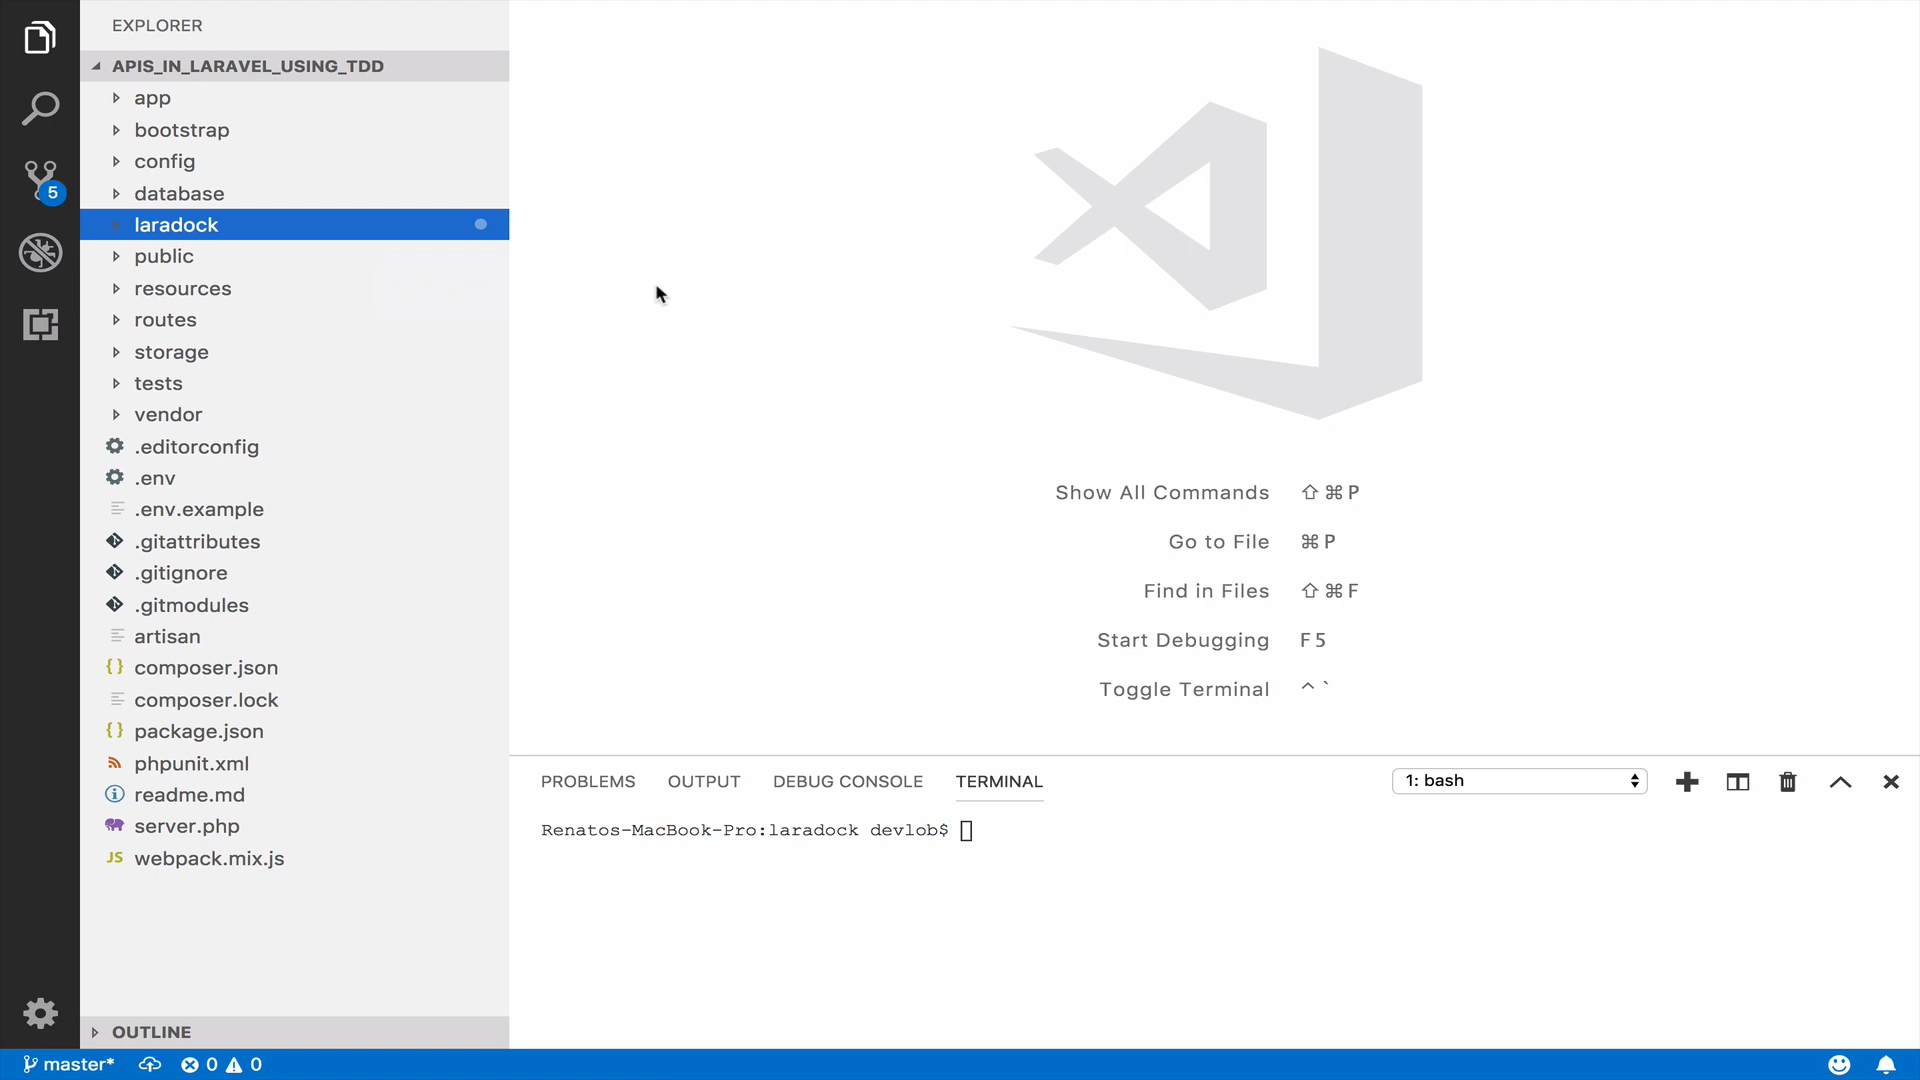 EXPLORER
APIS_IN_LARAVEL_USING_TDD
app
bootstrap
config
database
laradock
public
resources
routes
storage
tests
vendor
.editorconfig
.env
.env.example
.gitattributes
.gitignore
.gitmodules
artisan
{} composer.json
composer.lock
{} package.json
phpunit.xml
readme.md
server.php
JS webpack.mix.js
OUTLINE
5
Show All Commands ⇧⌘P
Go to File ⌘P
Find in Files ⇧⌘F
Start Debugging F5
Toggle Terminal ^`
PROBLEMS OUTPUT DEBUG CONSOLE TERMINAL 1: bash
Renatos-MacBook-Pro:laradock devlob$
master* 0 0